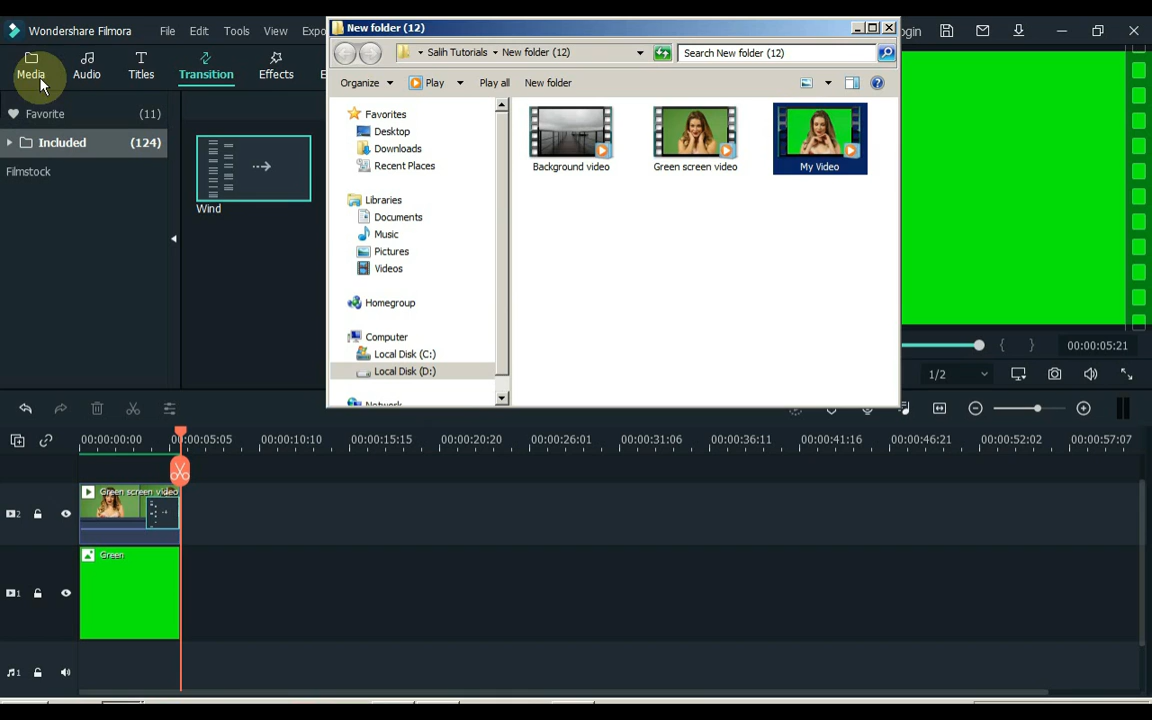 Wondershare Filmora
File Edit Tools View Expo
ogin
Media Audio Titles Transition Effects E
Favorite (11)
Included (124)
Filmstock
Wind
New folder (12)
Salih Tutorials New folder (12)
Search New folder (12)
Organize Play Play all New folder
Favorites
Desktop
Downloads
Recent Places
Libraries
Documents
Music
Pictures
Videos
Homegroup
Computer
Local Disk (C:)
Local Disk (D:)
Network
Background video
Green screen video
My Video
00:00:05:21
1/2
00:00:00:00 00:00:05:05 00:00:10:10 00:00:15:15 00:00:20:20 00:00:26:01 00:00:31:06 00:00:36:11 00:00:41:16 00:00:46:21 00:00:52:02 00:00:57:07
2
Green screen video
Green
1
1